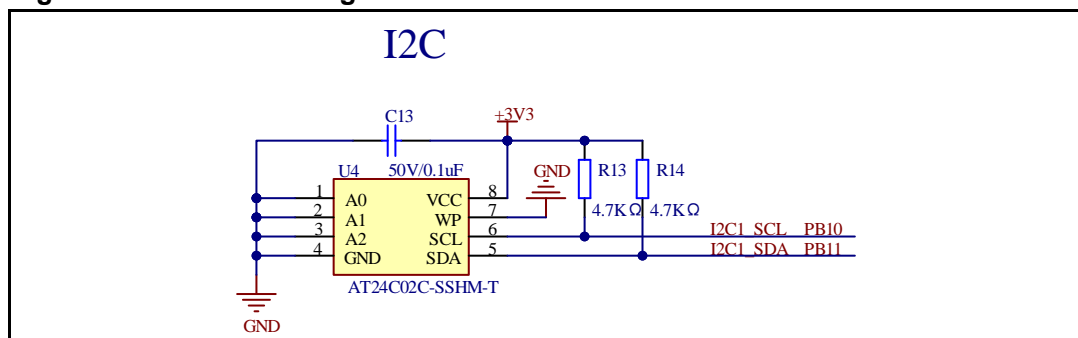 I2C
C13
+3V3
50V/0.1uF
U4
GND
R13
R14
1
A0
VCC
8
2
A1
WP
7
4.7KΩ
4.7KΩ
3
A2
SCL
6
I2C1_SCL
PB10
4
GND
SDA
5
I2C1_SDA
PB11
AT24C02C-SSHM-T
GND